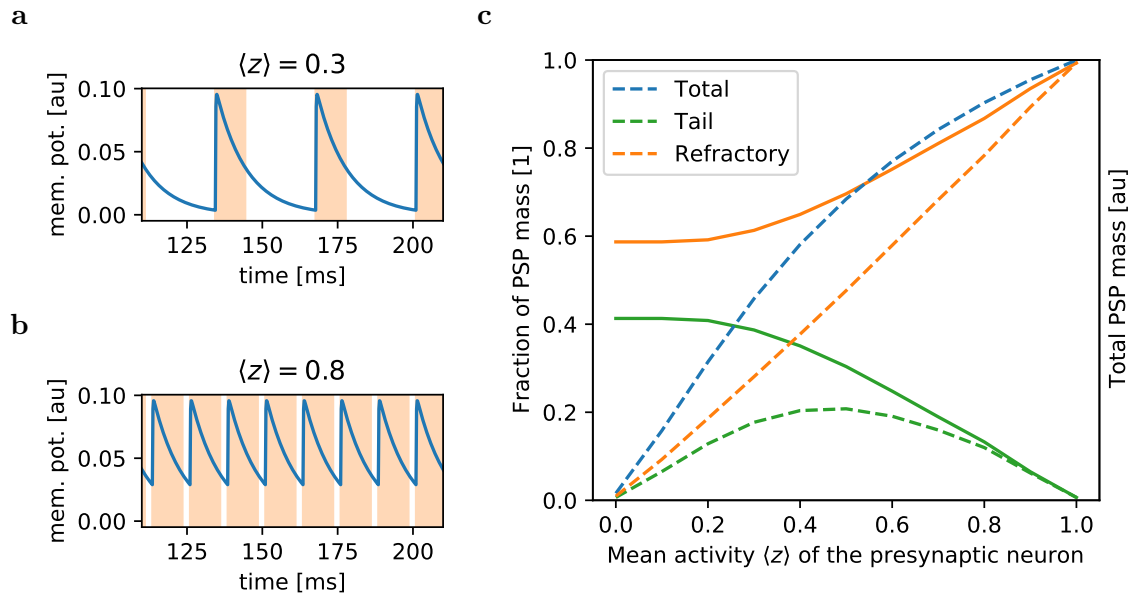 a
⟨z⟩ = 0.3
mem. pot. [au]
0.10
0.05
0.00
125 150 175 200
time [ms]
b
⟨z⟩ = 0.8
mem. pot. [au]
0.10
0.05
0.00
125 150 175 200
time [ms]
c
Total
Tail
Refractory
Fraction of PSP mass [1]
1.0
0.8
0.6
0.4
0.2
0.0
0.0 0.2 0.4 0.6 0.8 1.0
Mean activity ⟨z⟩ of the presynaptic neuron
Total PSP mass [au]